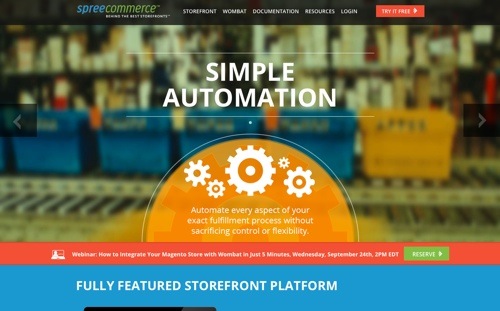 spreecommerce™
BEHIND THE BEST STOREFRONTS™
STOREFRONT WOMBAT DOCUMENTATION RESOURCES LOGIN
TRY IT FREE
SIMPLE
AUTOMATION
Automate every aspect of your
exact fulfillment process without
sacrificing control or flexibility.
Webinar: How to Integrate Your Magento Store with Wombat in Just 5 Minutes, Wednesday, September 24th, 2PM EDT
RESERVE
FULLY FEATURED STOREFRONT PLATFORM